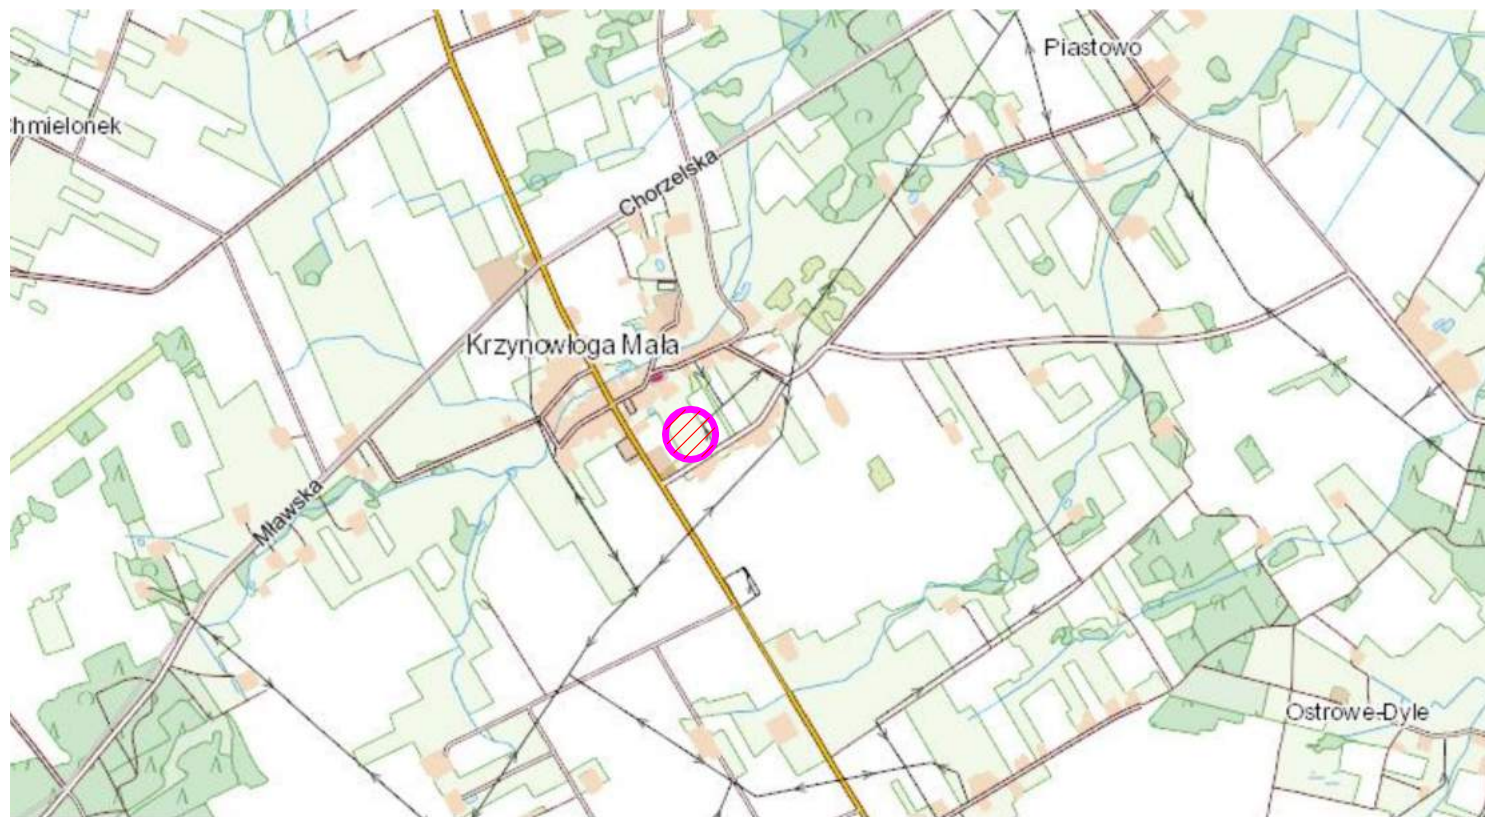 Piastowo
hmielonek
Chorzelska
Krzynowłoga Mała
Mławska
Ostrowe-Dyle